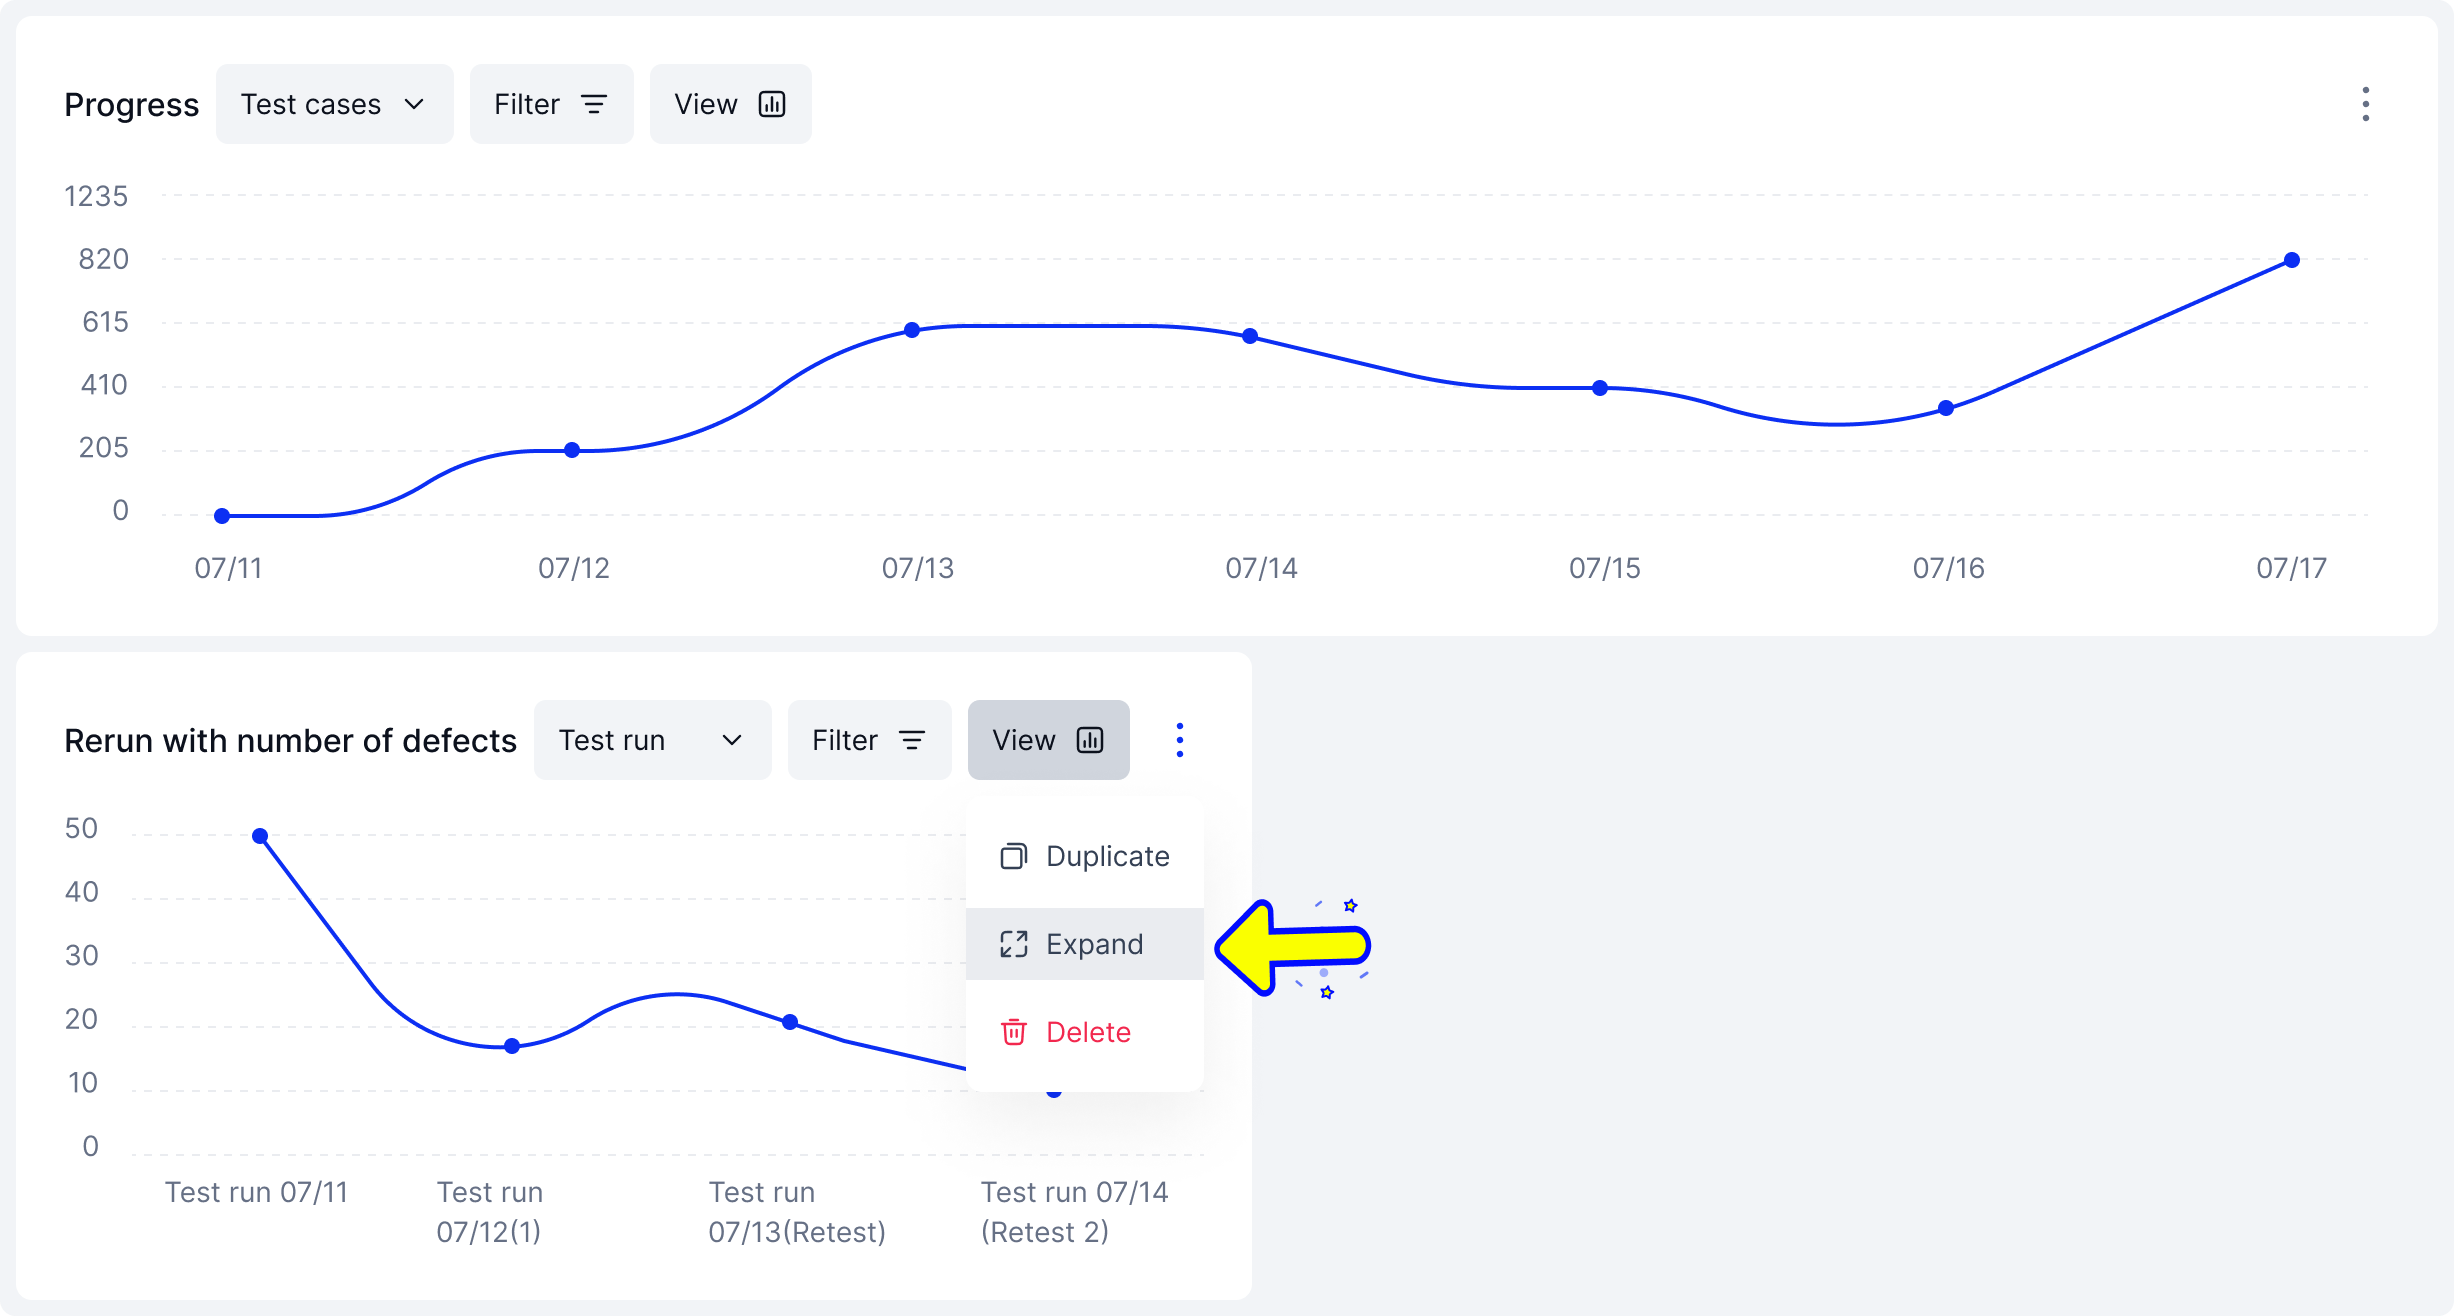 Progress
Test cases
Filter
View
1235
820
615
410
205
0
07/11
07/12
07/13
07/14
07/15
07/16
07/17
Rerun with number of defects
Test run
Filter
View
Duplicate
Expand
Delete
50
40
30
20
10
0
Test run 07/11
Test run
07/12(1)
Test run
07/13(Retest)
Test run 07/14
(Retest 2)